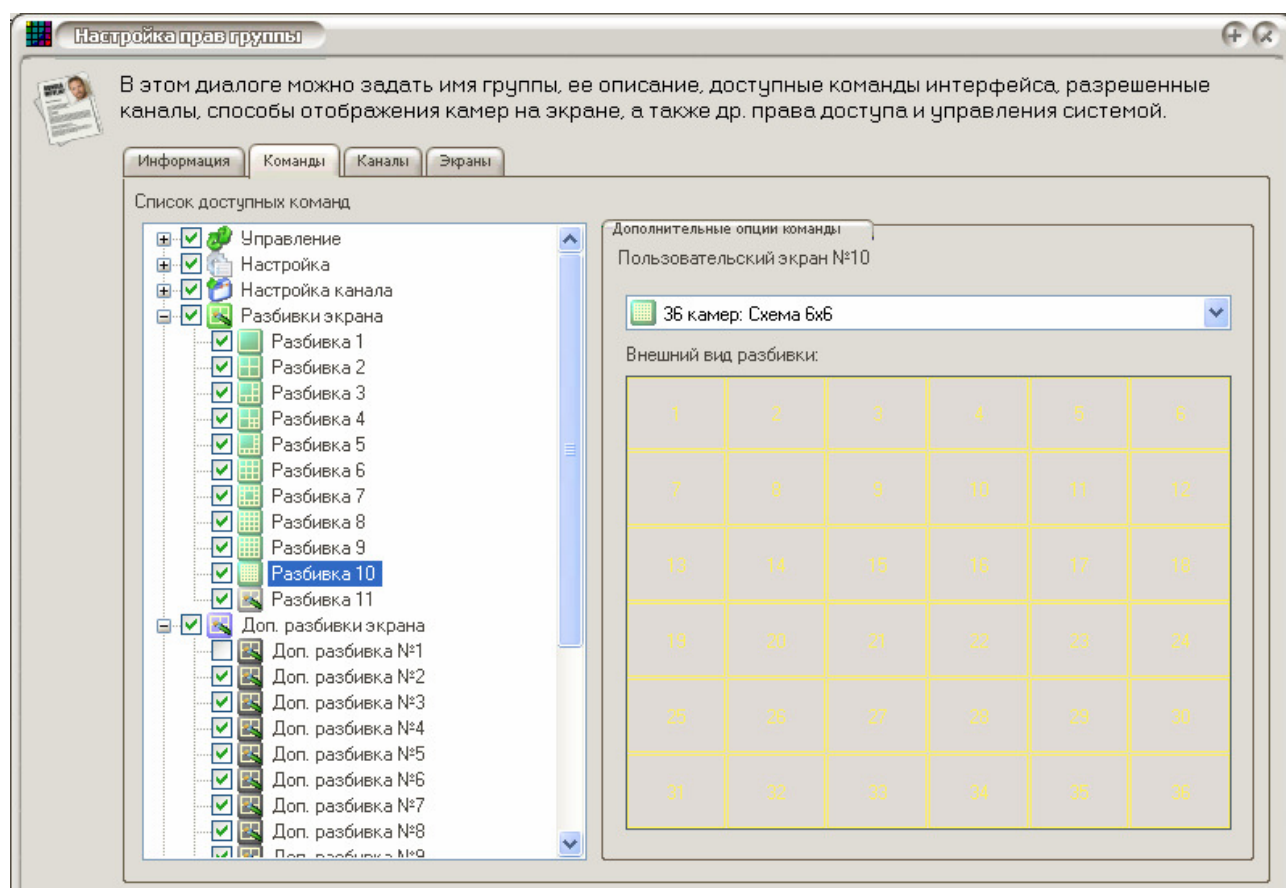 Настройка прав группы
В этом диалоге можно задать имя группы, ее описание, доступные команды интерфейса, разрешенные
каналы, способы отображения камер на экране, а также др. права доступа и управления системой.
Информация Команды Каналы Экраны
Список доступных команд
Управление
Настройка
Настройка канала
Разбивки экрана
Разбивка 1
Разбивка 2
Разбивка 3
Разбивка 4
Разбивка 5
Разбивка 6
Разбивка 7
Разбивка 8
Разбивка 9
Разбивка 10
Разбивка 11
Доп. разбивки экрана
Доп. разбивка №1
Доп. разбивка №2
Доп. разбивка №3
Доп. разбивка №4
Доп. разбивка №5
Доп. разбивка №6
Доп. разбивка №7
Доп. разбивка №8
Доп. разбивка №9
Дополнительные опции команды
Пользовательский экран №10
36 камер: Схема 6x6
Внешний вид разбивки:
1 2 3 4 5 6
7 8 9 10 11 12
13 14 15 16 17 18
19 20 21 22 23 24
25 26 27 28 29 30
31 32 33 34 35 36